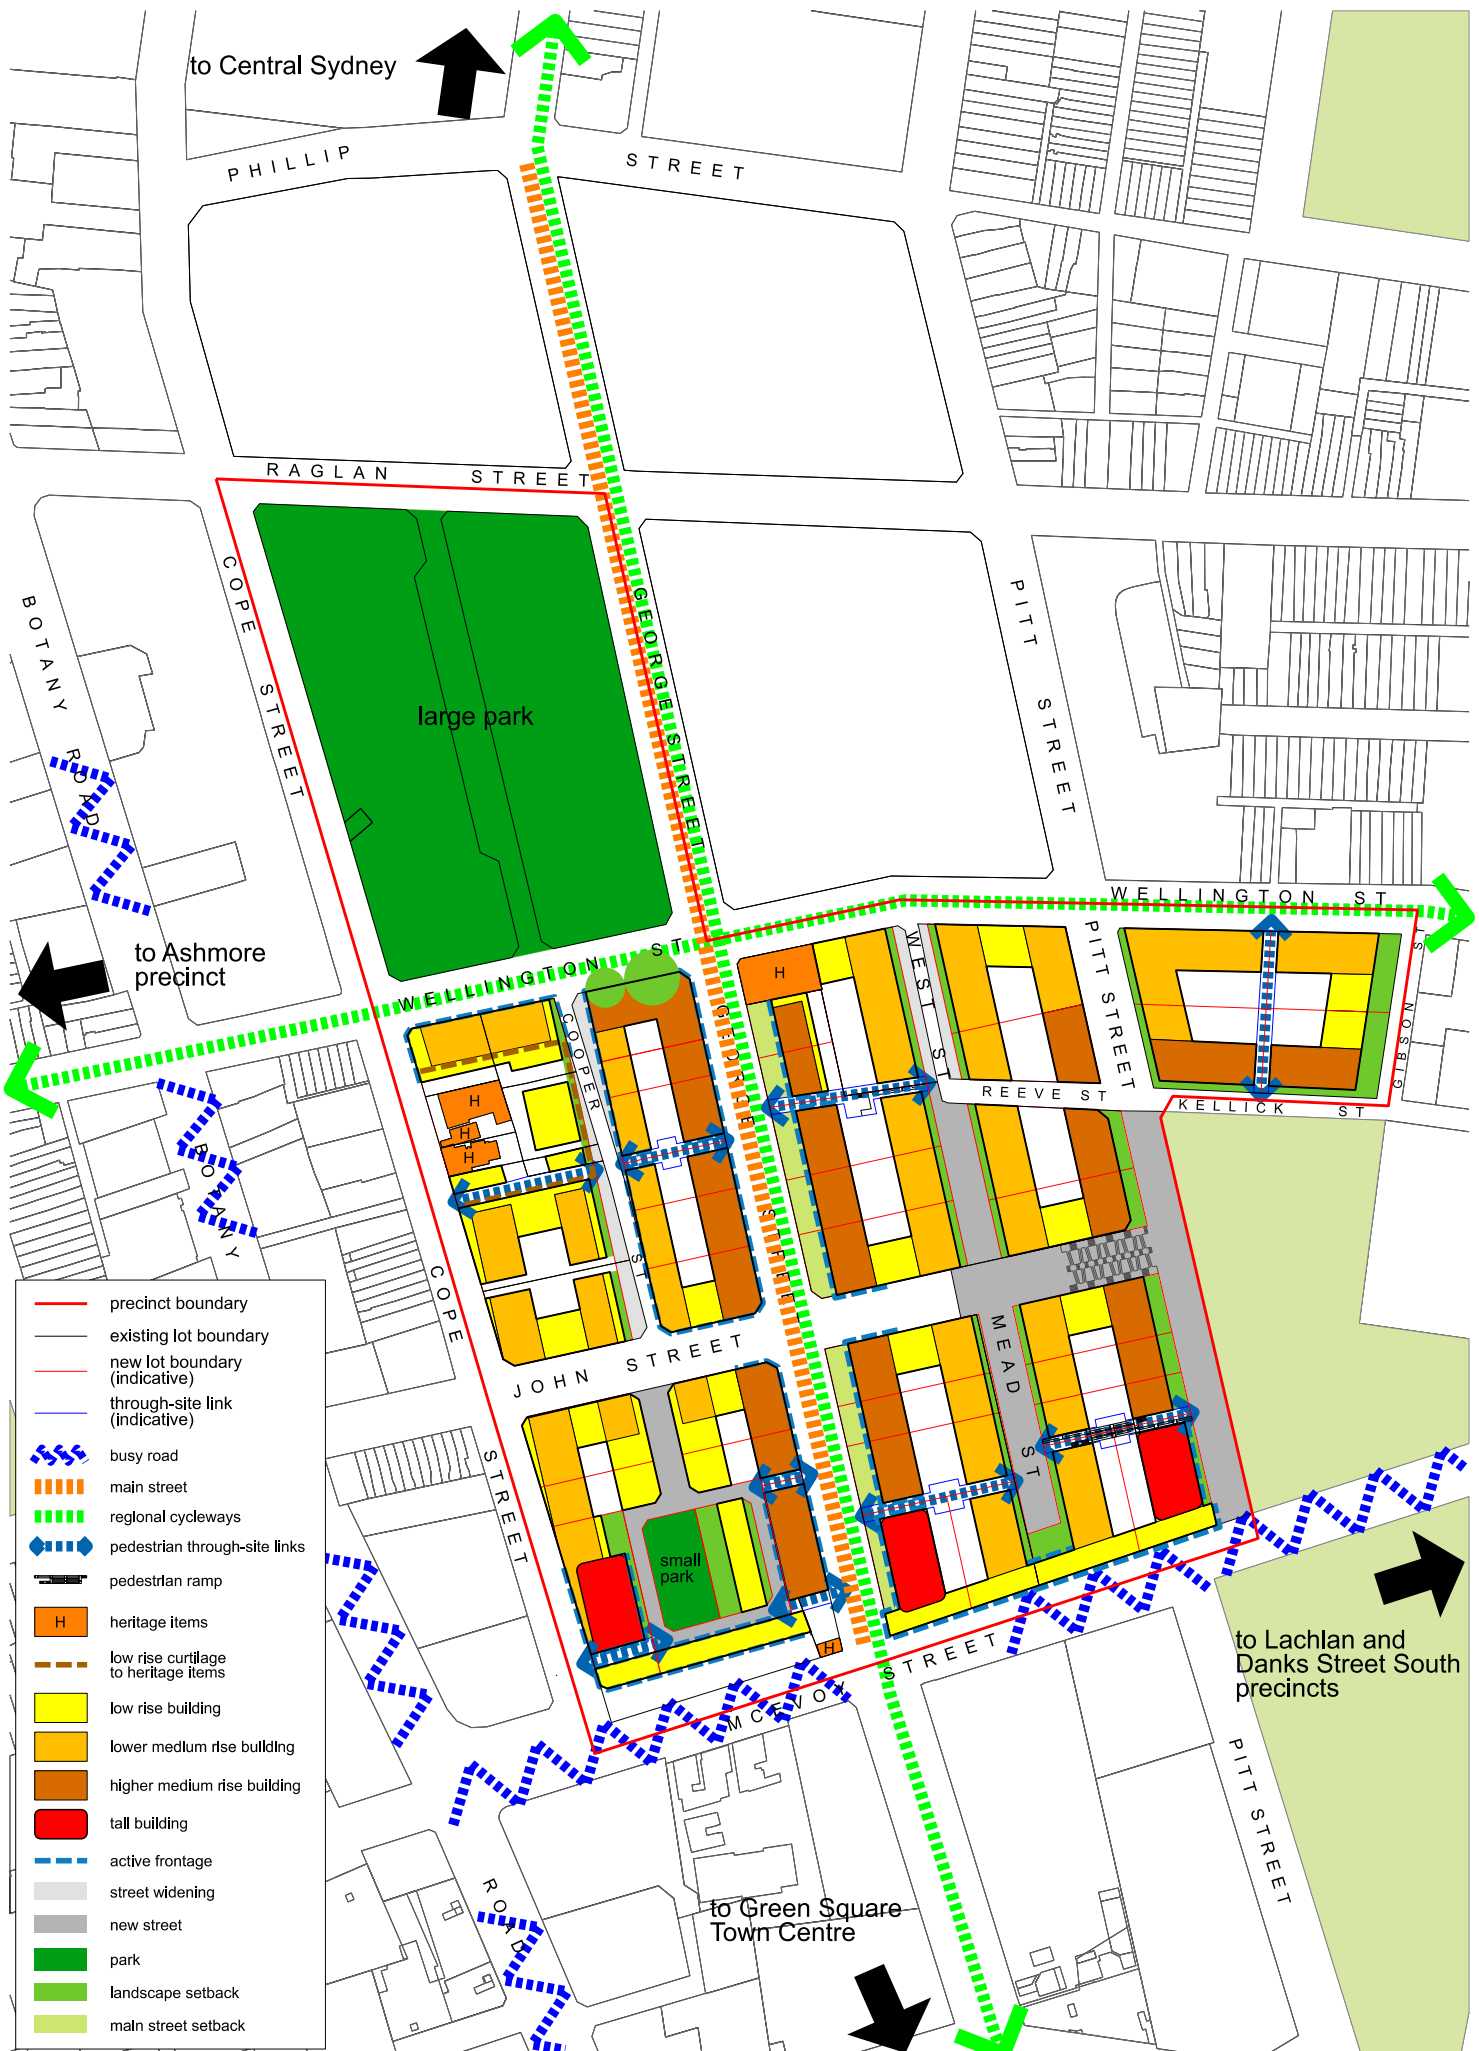 to Central Sydney
PHILLIP STREET
RAGLAN STREET
COPE STREET
BOTANY ROAD
GEORGE STREET
PITT STREET
large park
to Ashmore
precinct
WELLINGTON ST
WELLINGTON ST
H
WEST ST
PITT STREET
GIBSON ST
COOPER ST
GEORGE STREET
REEVE ST
KELLICK ST
H
H
H
BOTANY
ROAD
COPE
STREET
JOHN STREET
MEAD ST
small
park
H
MCEVOY STREET
PITT STREET
to Lachlan and
Danks Street South
precincts
to Green Square
Town Centre
precinct boundary
existing lot boundary
new lot boundary
(indicative)
through-site link
(indicative)
busy road
main street
regional cycleways
pedestrian through-site links
pedestrian ramp
H
heritage items
low rise curtilage
to heritage items
low rise building
lower medium rise building
higher medium rise building
tall building
active frontage
street widening
new street
park
landscape setback
main street setback